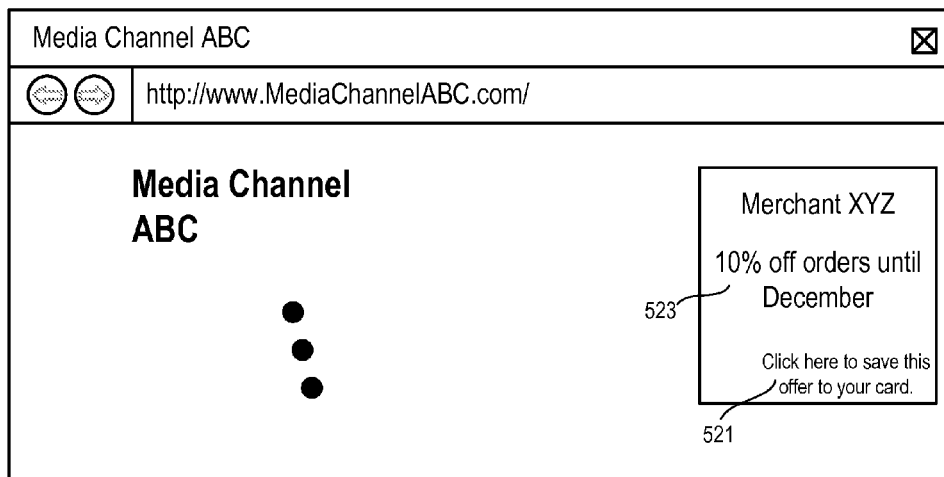 Media Channel ABC
http://www.MediaChannelABC.com/
Media Channel
ABC
Merchant XYZ
10% off orders until
December
523
Click here to save this
offer to your card.
521